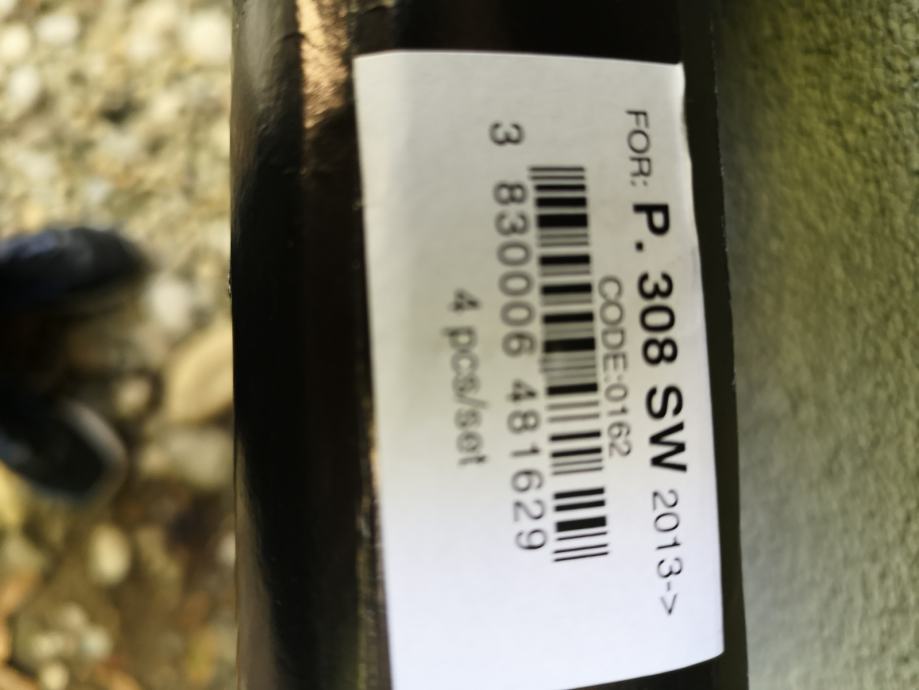 FOR: P. 308 SW 2013->
CODE:0162
3 830006 481629
4 pcs/set